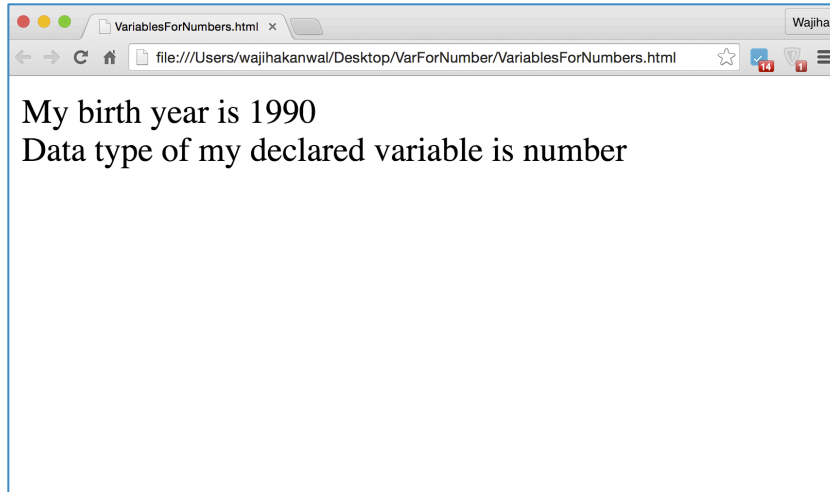 VariablesForNumbers.html ×
Wajiha
file:///Users/wajihakanwal/Desktop/VarForNumber/VariablesForNumbers.html
14
1
My birth year is 1990
Data type of my declared variable is number